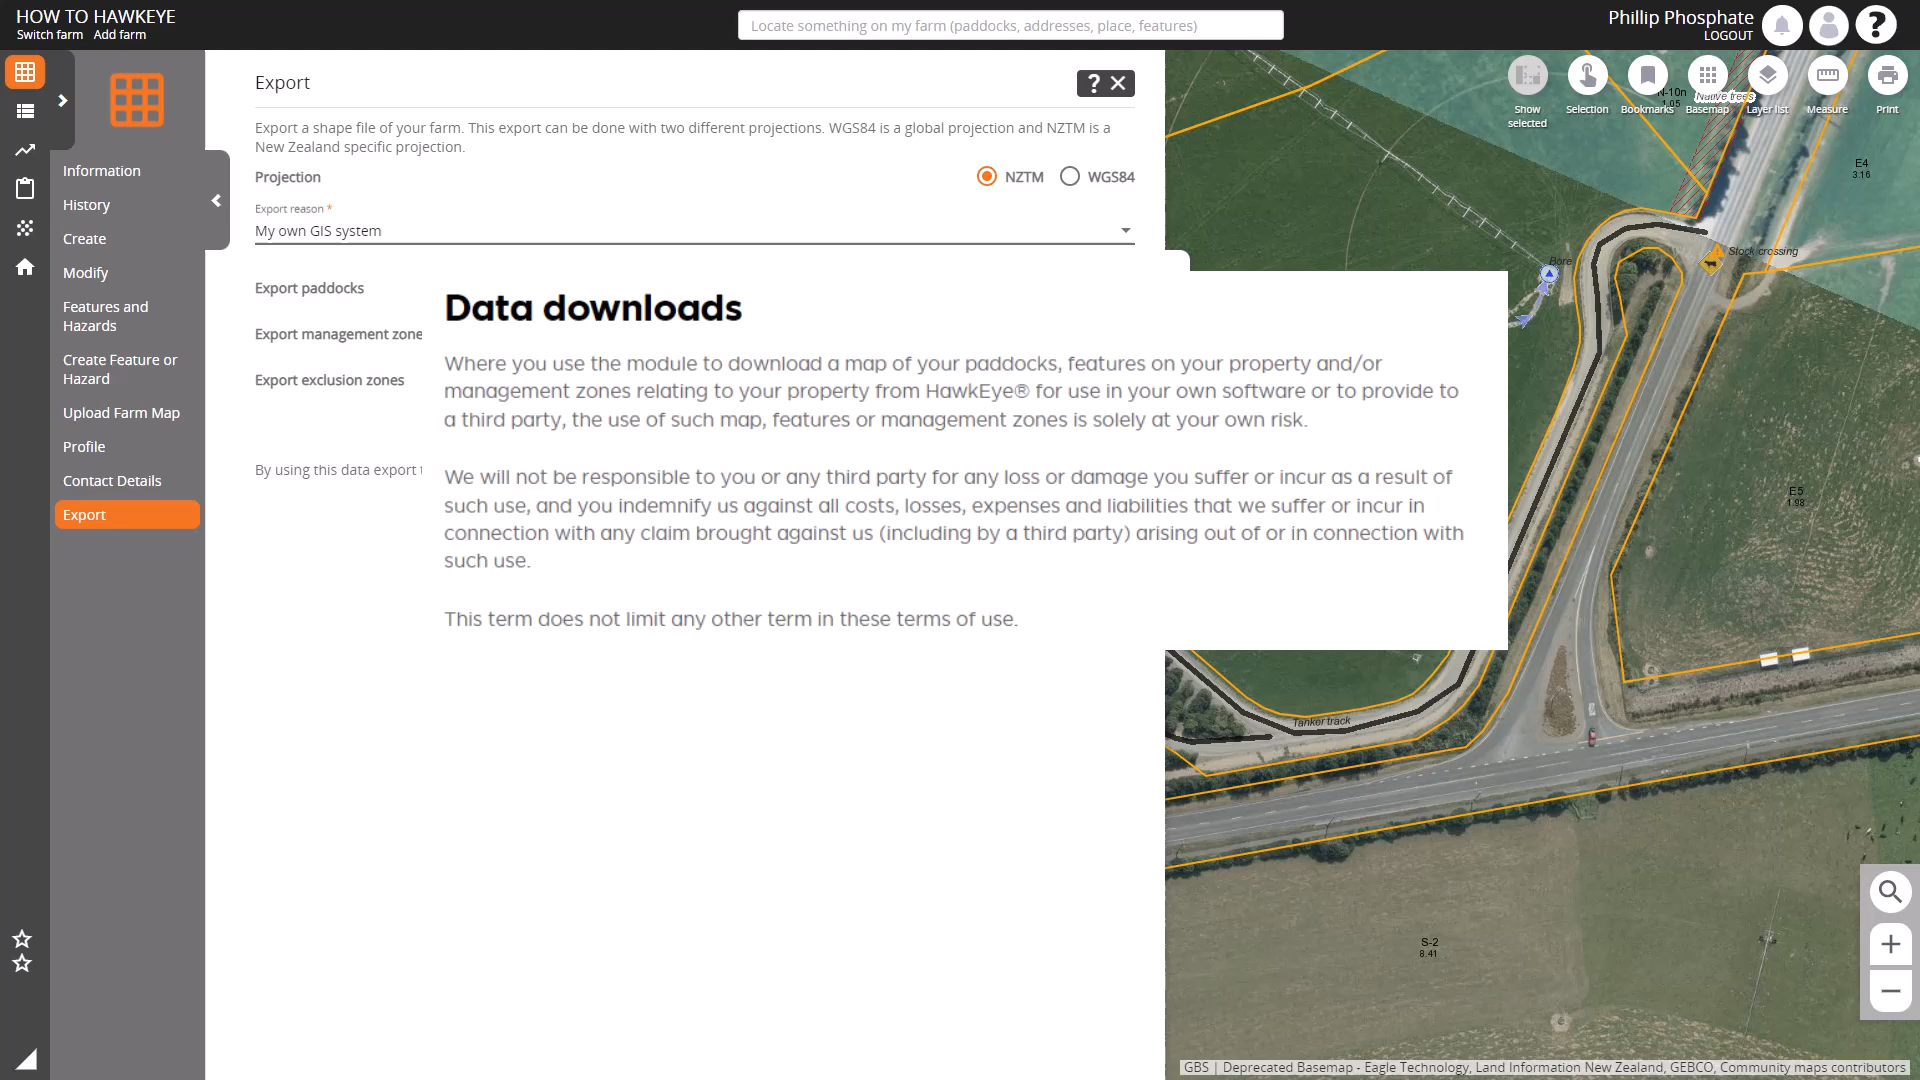 HOW TO HAWKEYE
Switch farm Add farm
Locate something on my farm (paddocks, addresses, place, features)
Phillip Phosphate
LOGOUT
?
Information
History
Create
Modify
Features and
Hazards
Create Feature or
Hazard
Upload Farm Map
Profile
Contact Details
Export
Export
?
Export a shape file of your farm. This export can be done with two different projections. WGS84 is a global projection and NZTM is a
New Zealand specific projection.
Projection
NZTM
WGS84
Export reason *
My own GIS system
Export paddocks
Export management zone
Export exclusion zones
By using this data export
Data downloads
Where you use the module to download a map of your paddocks, features on your property and/or
management zones relating to your property from HawkEye® for use in your own software or to provide to
a third party, the use of such map, features or management zones is solely at your own risk.
We will not be responsible to you or any third party for any loss or damage you suffer or incur as a result of
such use, and you indemnify us against all costs, losses, expenses and liabilities that we suffer or incur in
connection with any claim brought against us (including by a third party) arising out of or in connection with
such use.
This term does not limit any other term in these terms of use.
Show
selected
Selection
Bookmarks
Basemap
Layer list
Measure
Print
N-10n
1.05
Native trees
E4
3.16
Stock crossing
Bore
E5
1.98
Tanker track
S-2
8.41
GBS | Deprecated Basemap - Eagle Technology, Land Information New Zealand, GEBCO, Community maps contributors